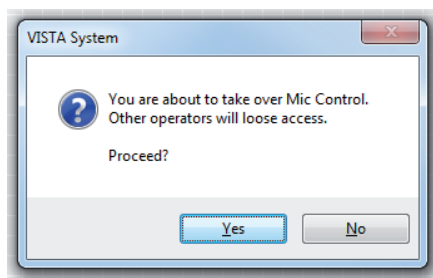 VISTA System
You are about to take over Mic Control.
Other operators will loose access.
Proceed?
Yes
No